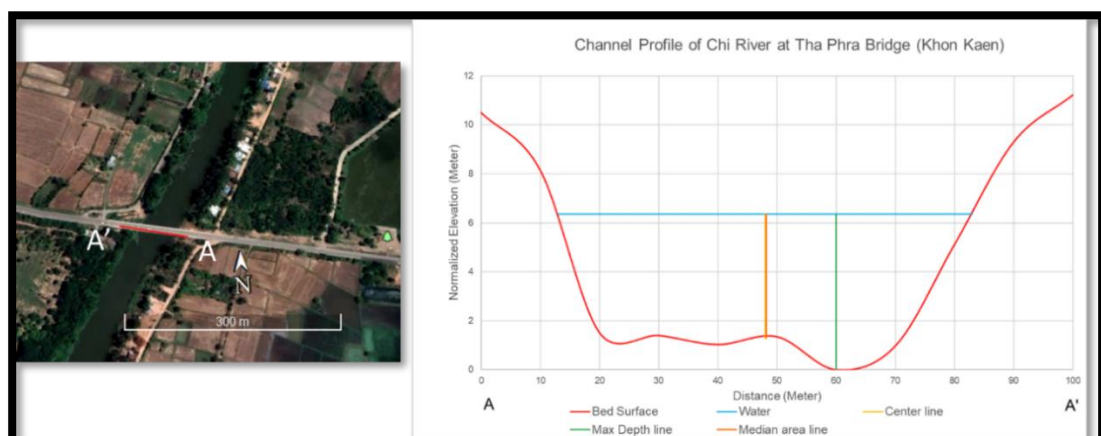 A'
A
N
300 m
Channel Profile of Chi River at Tha Phra Bridge (Khon Kaen)
Normalized Elevation (Meter)
12
10
8
6
4
2
0
0 10 20 30 40 50 60 70 80 90 100
Distance (Meter)
A A'
Bed Surface Water Center line
Max Depth line Median area line